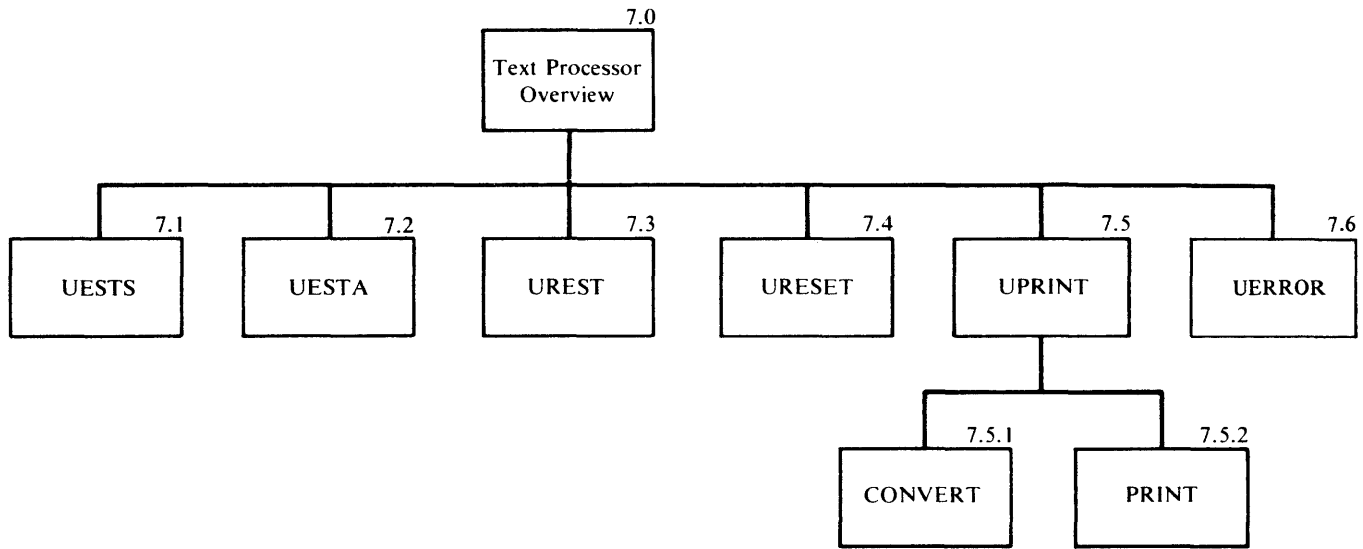 7.0
Text Processor
Overview
7.1
7.2
7.3
7.4
7.5
7.6
UESTS
UESTA
UREST
URESET
UPRINT
UERROR
7.5.1
7.5.2
CONVERT
PRINT